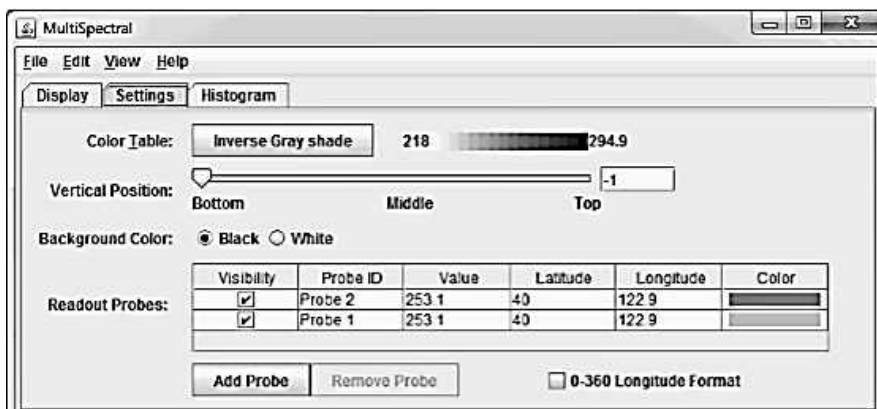 MultiSpectral
File Edit View Help
Display Settings Histogram
Color Table: Inverse Gray shade 218 294.9
Vertical Position: -1
Bottom Middle Top
Background Color: Black White
Visibility Probe ID Value Latitude Longitude Color
Readout Probes:
Probe 2 253.1 40 122.9
Probe 1 253.1 40 122.9
Add Probe Remove Probe 0-360 Longitude Format